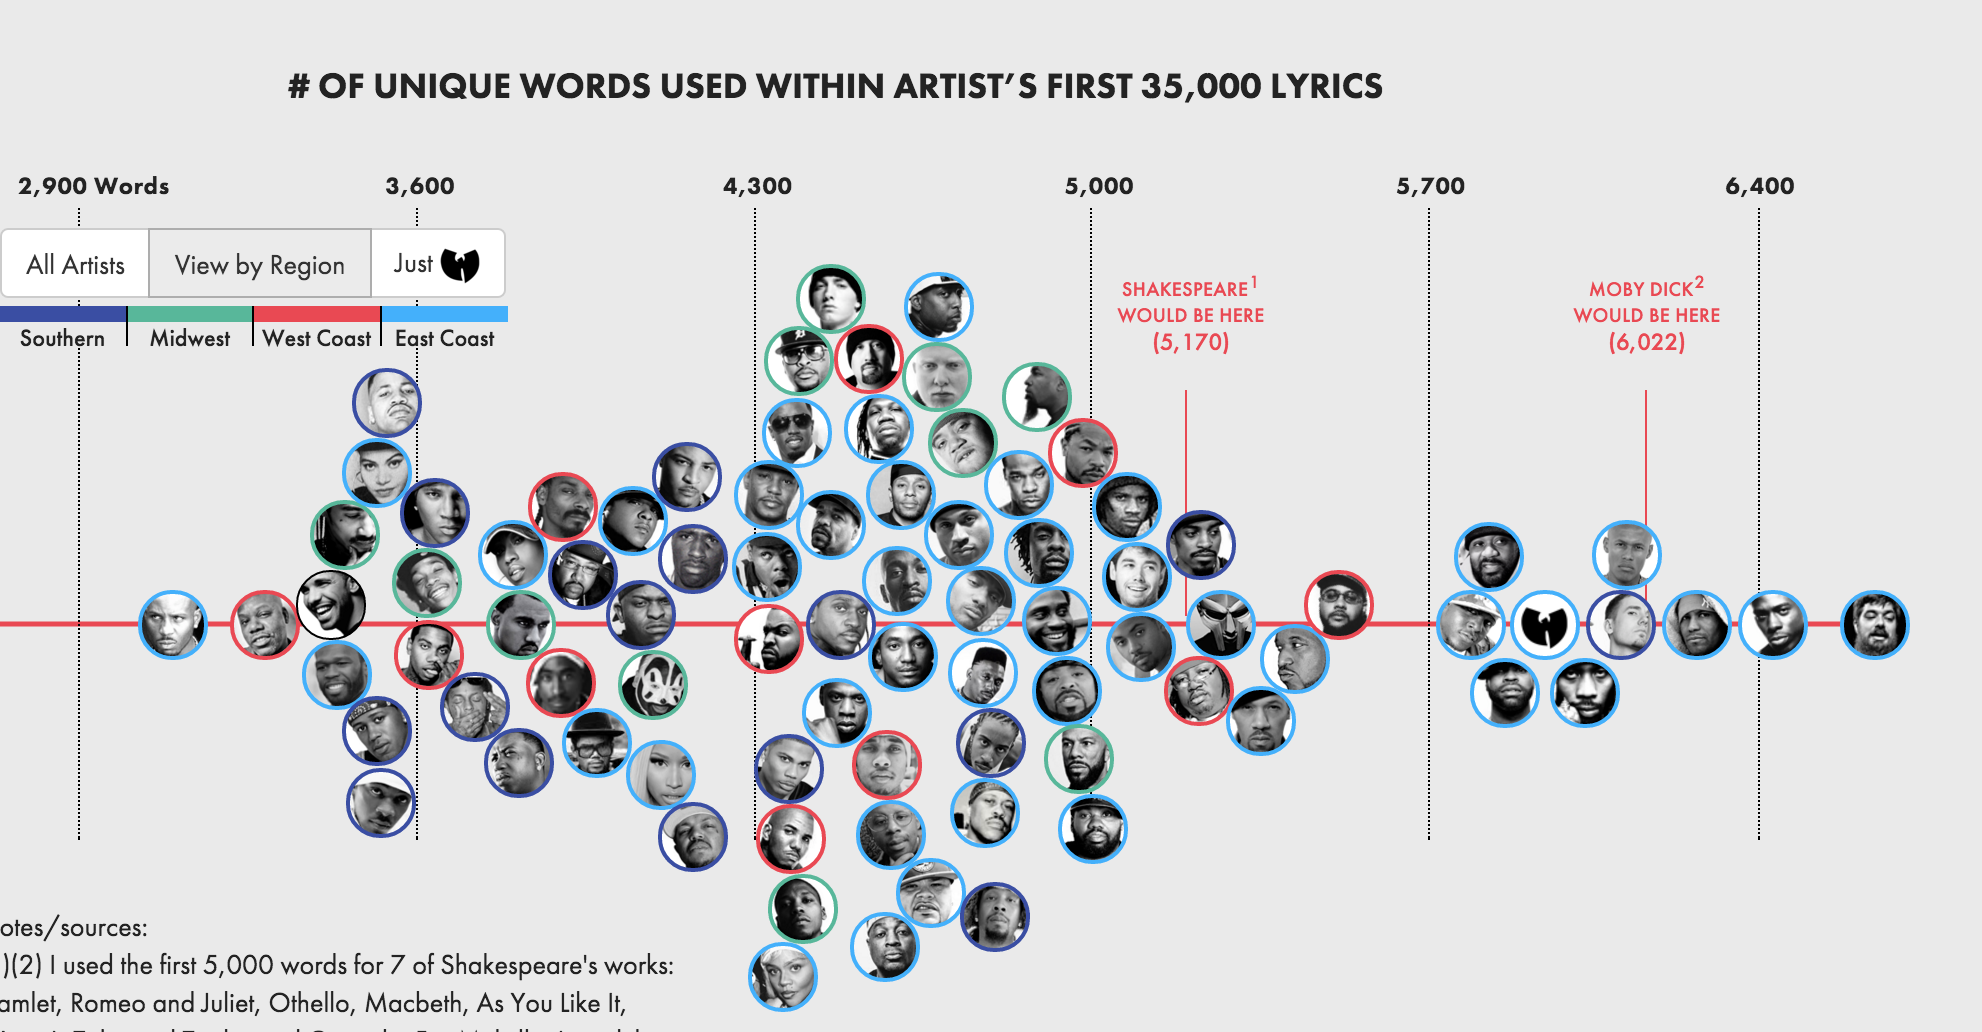 # OF UNIQUE WORDS USED WITHIN ARTIST'S FIRST 35,000 LYRICS
2,900 Words 3,600 4,300 5,000 5,700 6,400
All Artists View by Region Just
Southern Midwest West Coast East Coast
SHAKESPEARE1
WOULD BE HERE
(5,170)
MOBY DICK2
WOULD BE HERE
(6,022)
otes/sources:
)(2) I used the first 5,000 words for 7 of Shakespeare's works:
amlet, Romeo and Juliet, Othello, Macbeth, As You Like It,